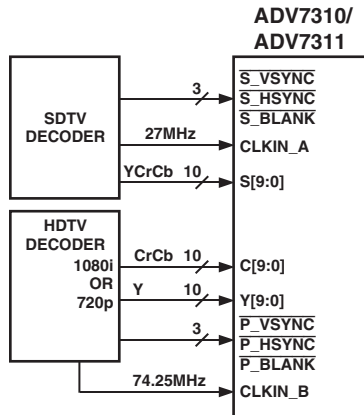 ADV7310/
ADV7311
SDTV
DECODER
3
S_VSYNC
S_HSYNC
S_BLANK
27MHz
CLKIN_A
YCrCb 10
S[9:0]
HDTV
DECODER
1080i
OR
720p
CrCb 10
C[9:0]
Y 10
Y[9:0]
3
P_VSYNC
P_HSYNC
P_BLANK
74.25MHz
CLKIN_B